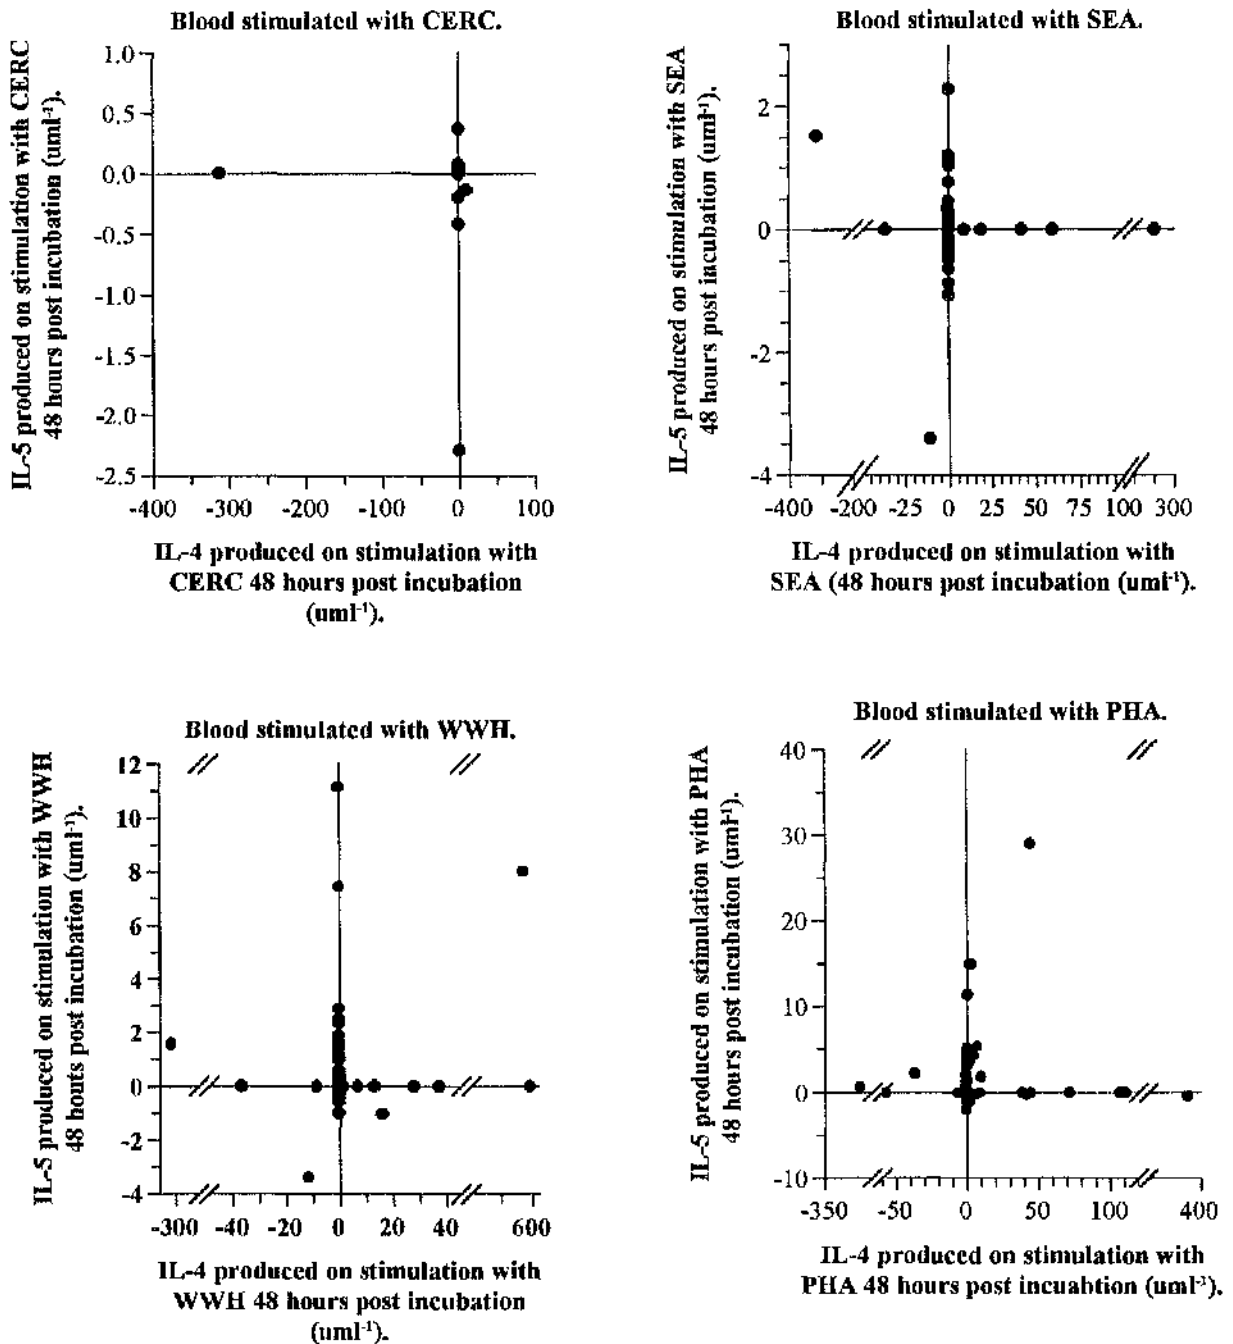 Blood stimulated with CERC.
IL-5 produced on stimulation with CERC
48 hours post incubation (uml⁻¹).
1.0
0.5
0.0
-0.5
-1.0
-1.5
-2.0
-2.5
-400 -300 -200 -100 0 100
IL-4 produced on stimulation with
CERC 48 hours post incubation
(uml⁻¹).
Blood stimulated with SEA.
IL-5 produced on stimulation with SEA
48 hours post incubation (uml⁻¹).
2
0
-2
-4
-400 -200 -25 0 25 50 75 100 300
IL-4 produced on stimulation with
SEA (48 hours post incubation (uml⁻¹).
Blood stimulated with WWH.
IL-5 produced on stimulation with WWH
48 houts post incubation (uml⁻¹).
12
10
8
6
4
2
0
-2
-4
-300 -40 -20 0 20 40 600
IL-4 produced on stimulation with
WWH 48 hours post incubation
(uml⁻¹).
Blood stimulated with PHA.
IL-5 produced on stimulation with PHA
48 hours post incubation (uml⁻¹).
40
30
20
10
0
-10
-350 -50 0 50 100 400
IL-4 produced on stimulation with
PHA 48 hours post incuabtion (uml⁻¹).